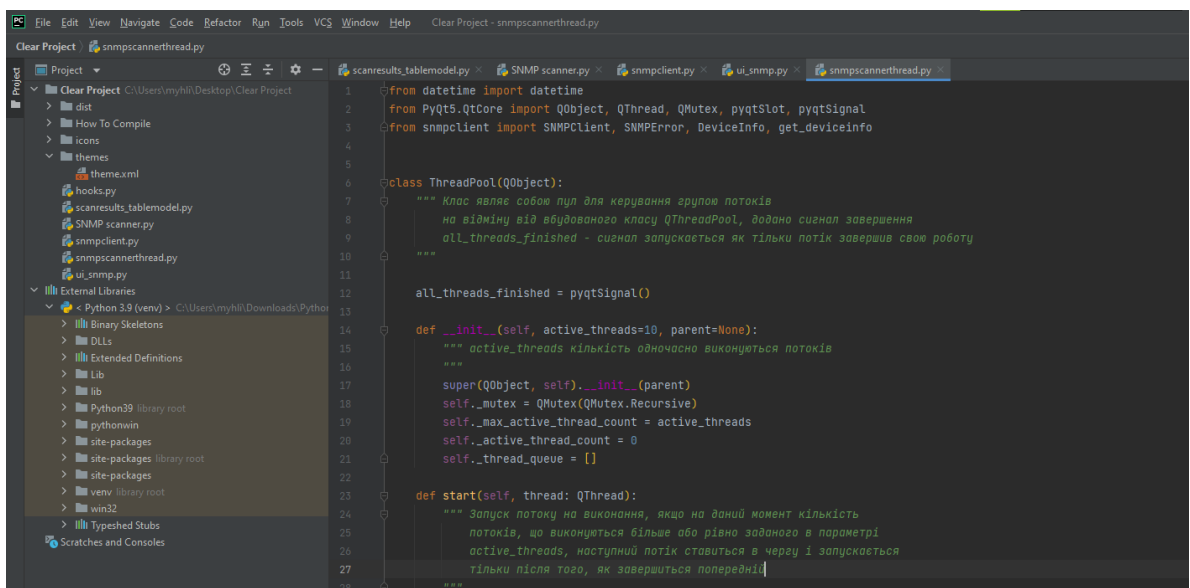 PC File Edit View Navigate Code Refactor Run Tools VCS Window Help Clear Project - snmpscannerthread.py
Clear Project snmpscannerthread.py
Project
Project
scanresults_tablemodel.py SNMP scanner.py snmpclient.py ui_snmp.py snmpscannerthread.py
Clear Project C:\Users\myhli\Desktop\Clear Project
dist
How To Compile
icons
themes
theme.xml
hooks.py
scanresults_tablemodel.py
SNMP scanner.py
snmpclient.py
snmpscannerthread.py
ui_snmp.py
External Libraries
< Python 3.9 (venv) > C:\Users\myhli\Downloads\Pythor
Binary Skeletons
DLLs
Extended Definitions
Lib
lib
Python39 library root
pythonwin
site-packages
site-packages library root
site-packages
venv library root
win32
Typeshed Stubs
Scratches and Consoles
1 from datetime import datetime
2 from PyQt5.QtCore import QObject, QThread, QMutex, pyqtSlot, pyqtSignal
3 from snmpclient import SNMPClient, SNMPError, DeviceInfo, get_deviceinfo
4
5
6 class ThreadPool(QObject):
7 """ Клас являє собою пул для керування групою потоків
8 на відміну від вбудованого класу QThreadPool, додано сигнал завершення
9 all_threads_finished - сигнал запускається як тільки потік завершив свою роботу
10 """
11
12 all_threads_finished = pyqtSignal()
13
14 def __init__(self, active_threads=10, parent=None):
15 """ active_threads кількість одночасно виконуються потоків
16 """
17 super(QObject, self).__init__(parent)
18 self._mutex = QMutex(QMutex.Recursive)
19 self._max_active_thread_count = active_threads
20 self._active_thread_count = 0
21 self._thread_queue = []
22
23 def start(self, thread: QThread):
24 """ Запуск потоку на виконання, якщо на даний момент кількість
25 потоків, що виконуються більше або рівно заданого в параметрі
26 active_threads, наступний потік ставиться в чергу і запускається
27 тільки після того, як завершиться попередній
28 """